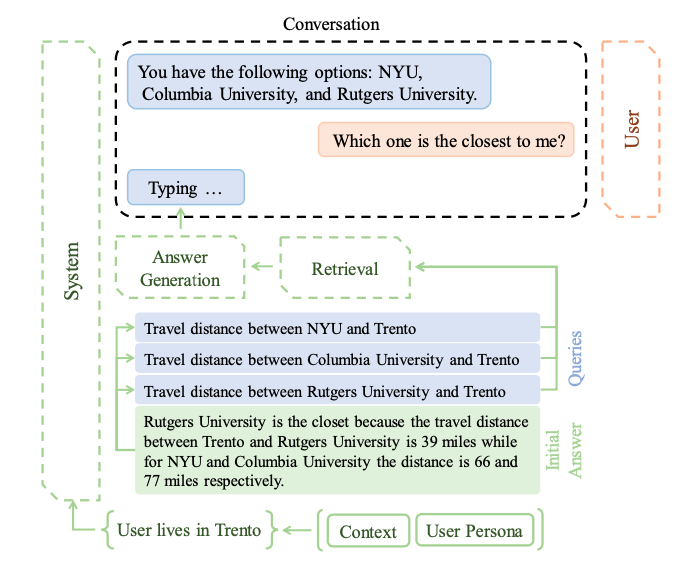 Conversation
You have the following options: NYU,
Columbia University, and Rutgers University.
Which one is the closest to me?
Typing …
User
System
Answer
Generation
Retrieval
Travel distance between NYU and Trento
Travel distance between Columbia University and Trento
Travel distance between Rutgers University and Trento
Queries
Rutgers University is the closet because the travel distance
between Trento and Rutgers University is 39 miles while
for NYU and Columbia University the distance is 66 and
77 miles respectively.
Initial
Answer
User lives in Trento
Context
User Persona